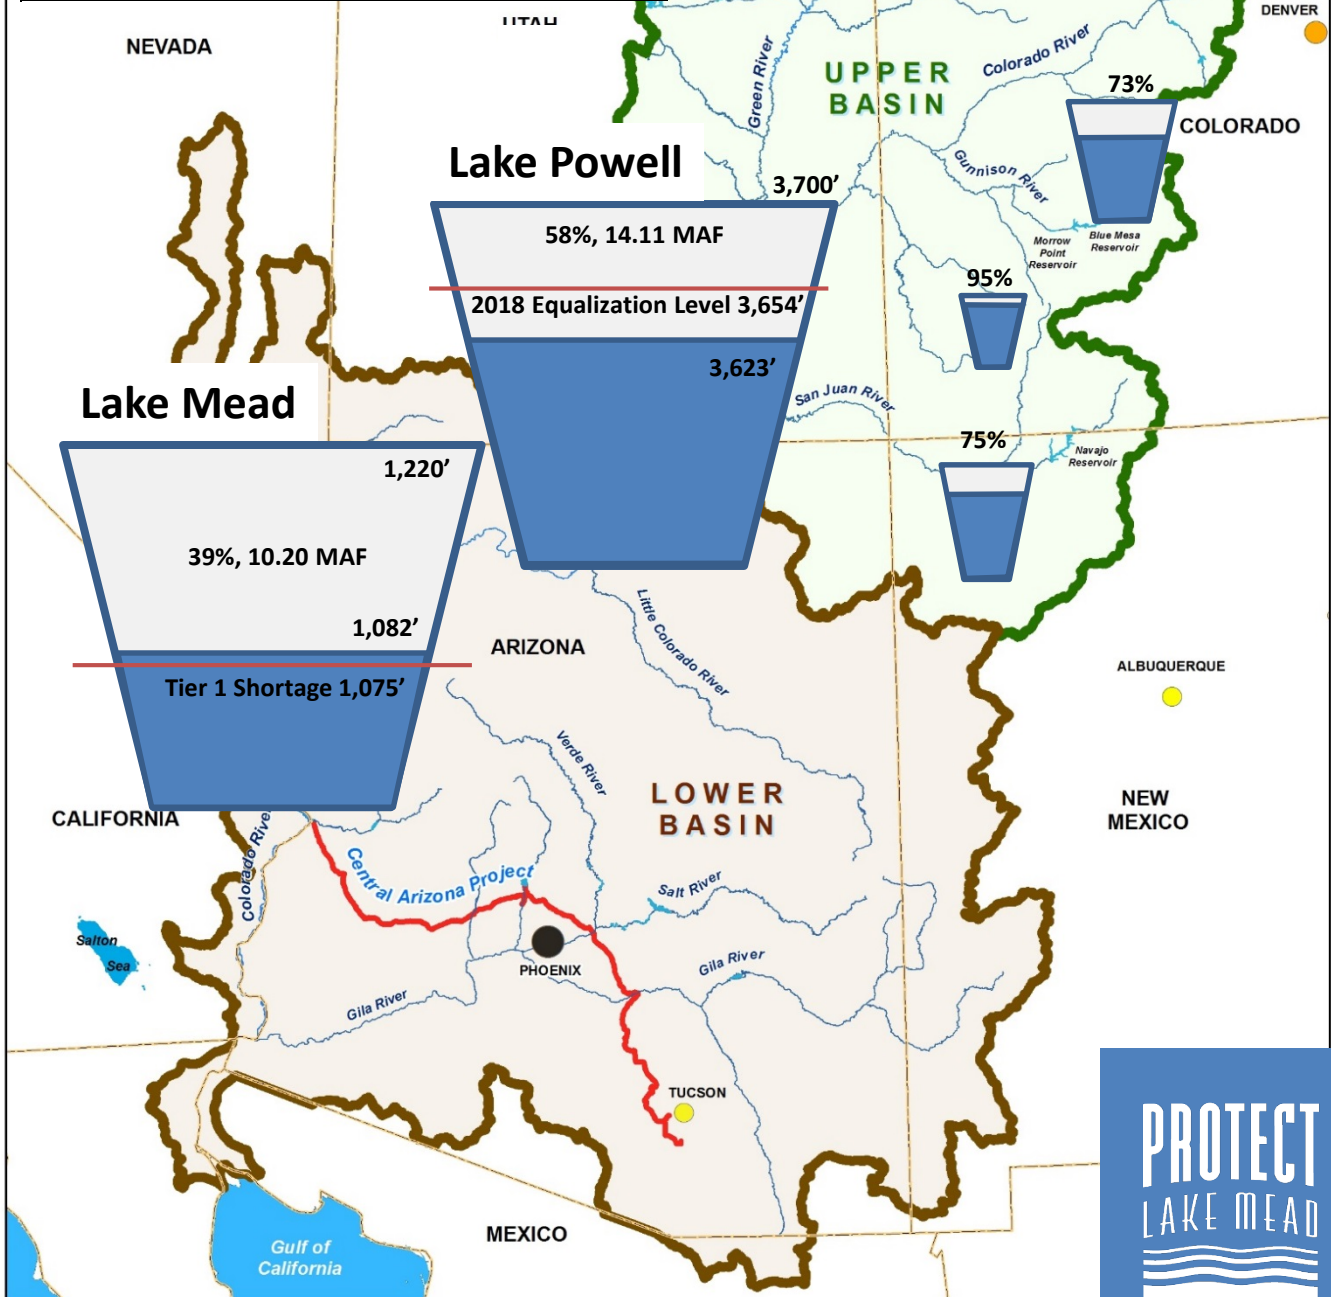 UTAH
DENVER
NEVADA
Green River
UPPER
BASIN
Colorado River
73%
COLORADO
Lake Powell
3,700’
Gunnison River
58%, 14.11 MAF
Morrow
Point
Reservoir
Blue Mesa
Reservoir
95%
2018 Equalization Level 3,654’
3,623’
San Juan River
Lake Mead
75%
Navajo
Reservoir
1,220’
39%, 10.20 MAF
1,082’
Little Colorado River
ARIZONA
ALBUQUERQUE
Tier 1 Shortage 1,075’
Verde River
LOWER
BASIN
NEW
MEXICO
CALIFORNIA
Colorado River
Central Arizona Project
Salt River
Salton
Sea
PHOENIX
Gila River
Gila River
TUCSON
PROTECT
LAKE MEAD
MEXICO
Gulf of
California